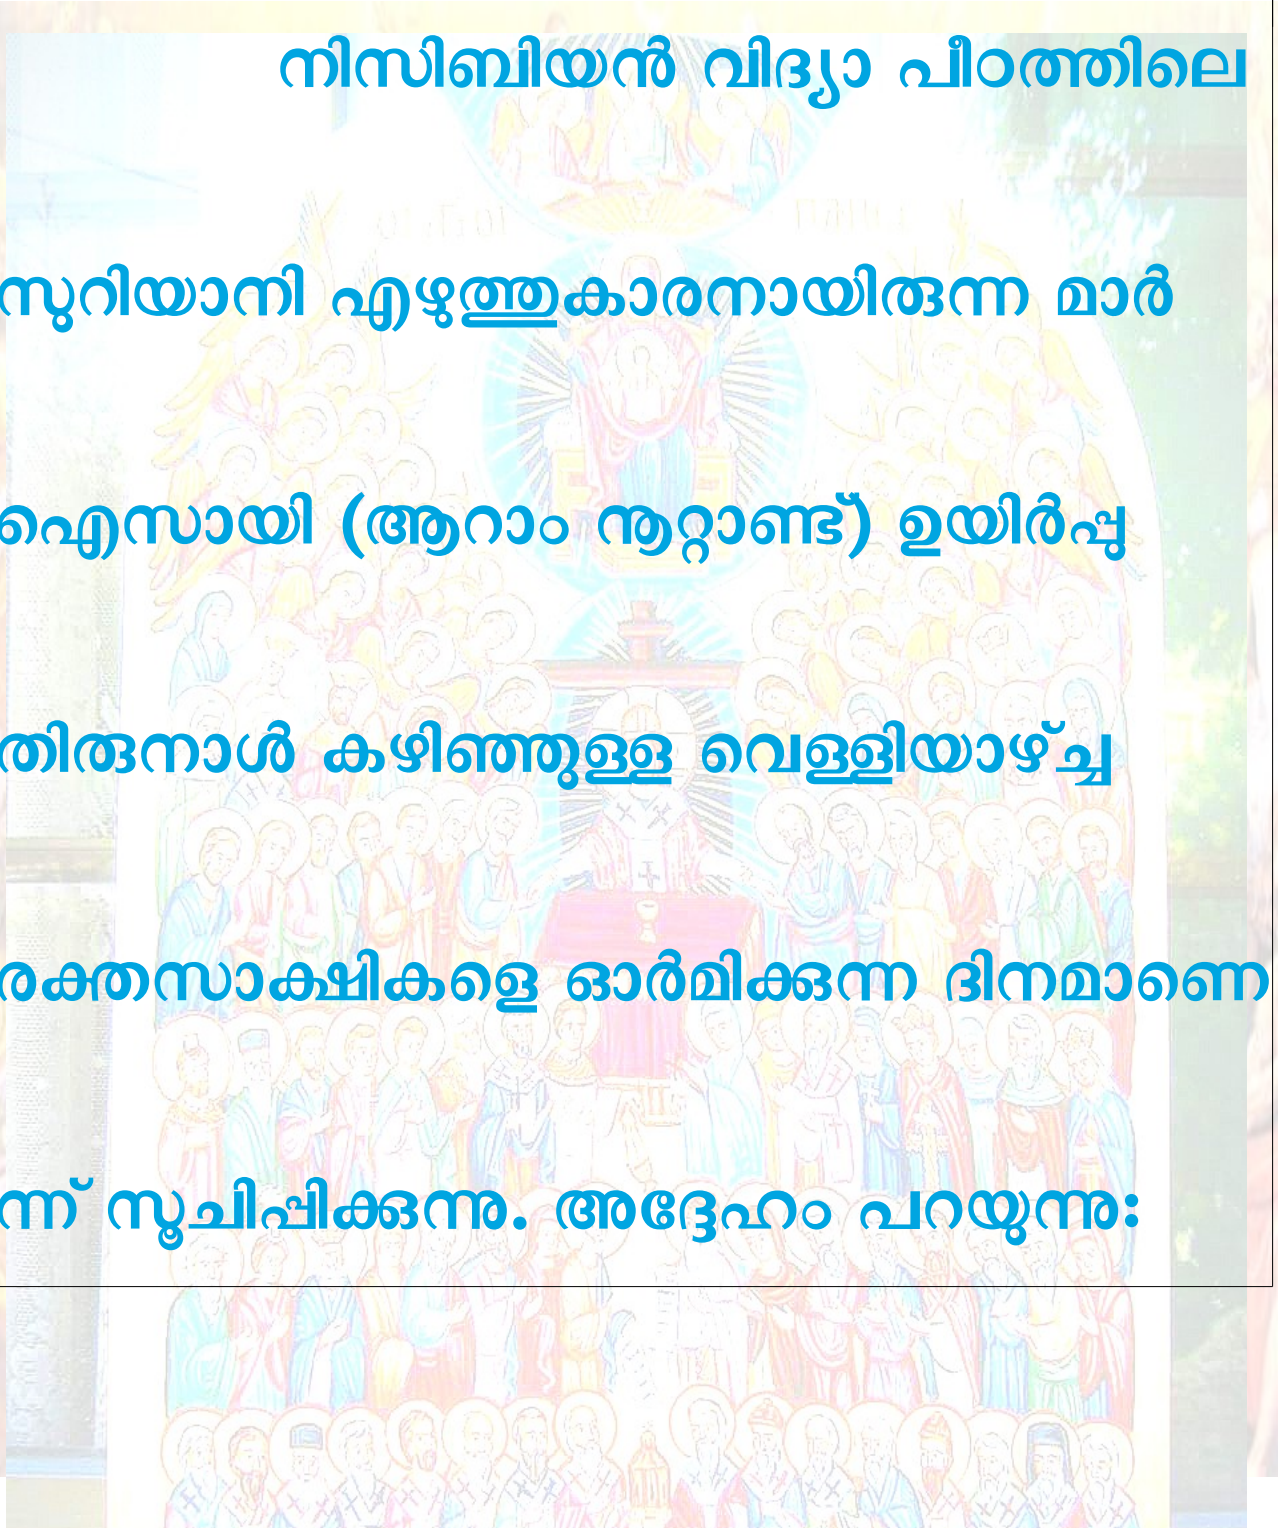 നിസിബിയൻ വിദ്യാ പീഠത്തിലെ
സുറിയാനി എഴുത്തുകാരനായിരുന്ന മാർ
ഐസായി (ആറാം നൂറ്റാണ്ട്) ഉയിർപ്പു
തിരുനാൾ കഴിഞ്ഞുള്ള വെള്ളിയാഴ്ച്ച
രക്തസാക്ഷികളെ ഓർമിക്കുന്ന ദിനമാണെ
ന്ന് സൂചിപ്പിക്കുന്നു. അദ്ദേഹം പറയുന്നു: